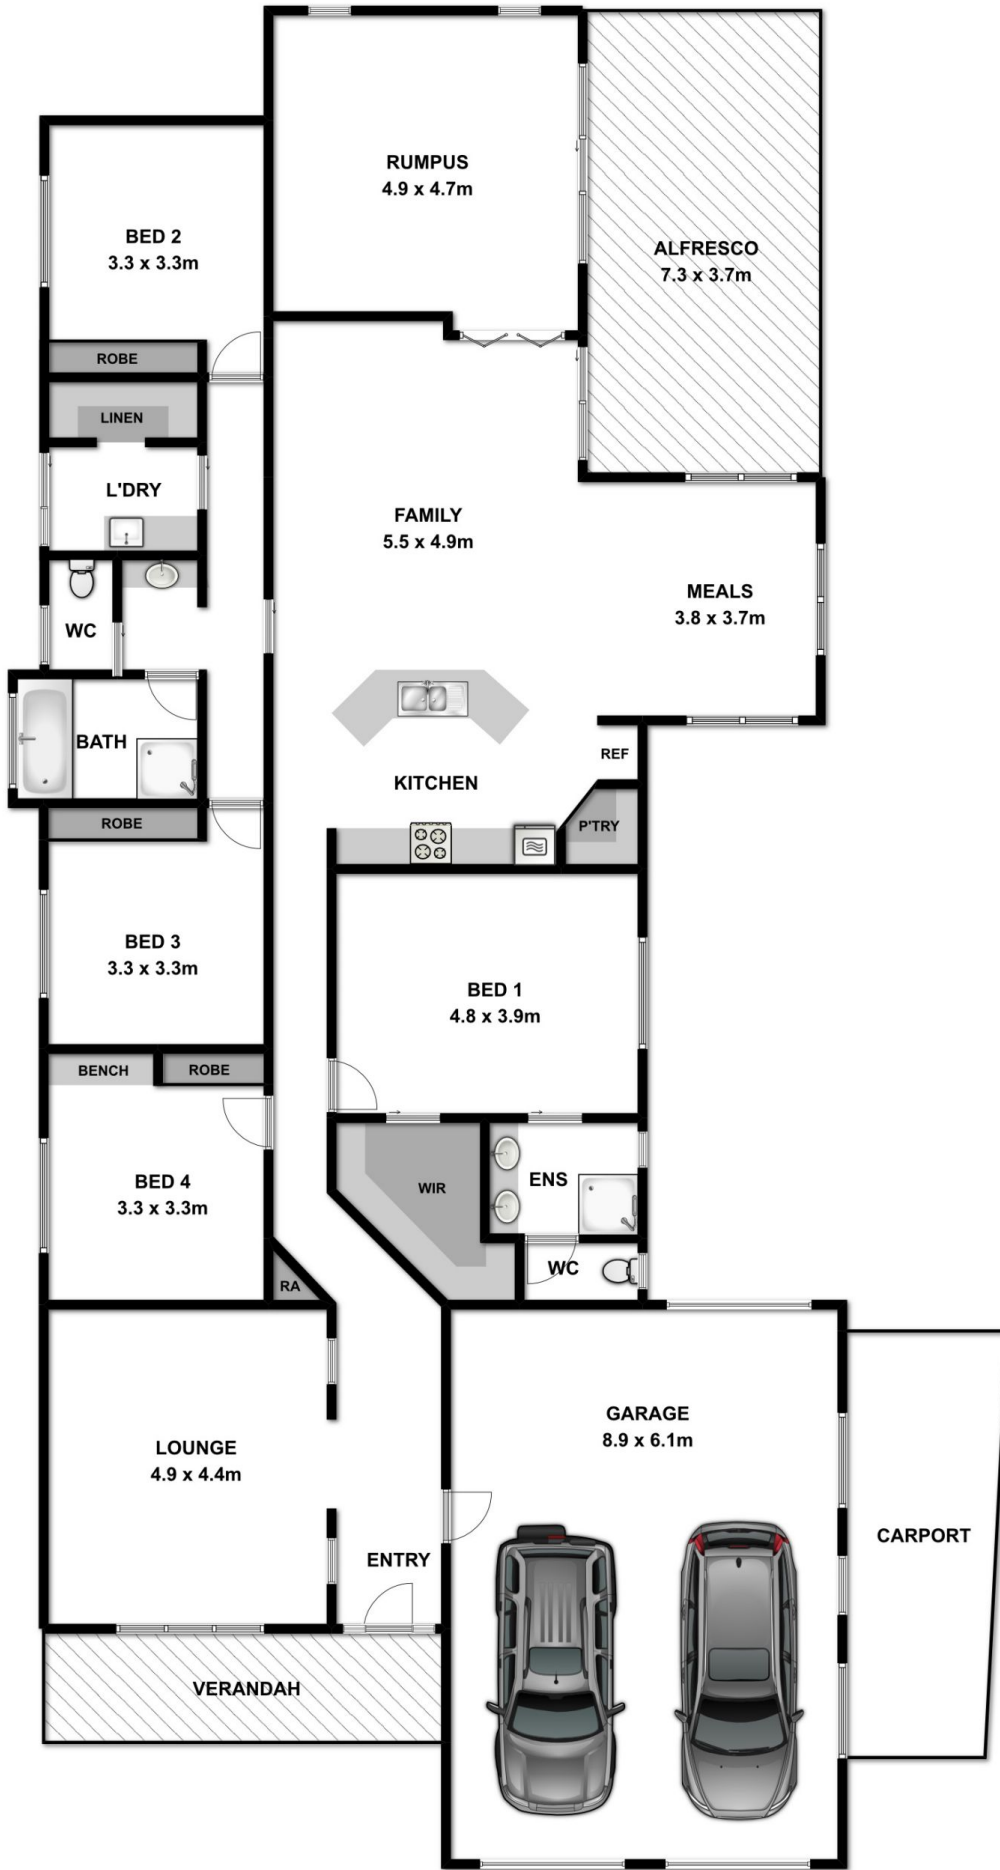 RUMPUS
4.9 x 4.7m
BED 2
3.3 x 3.3m
ALFRESCO
7.3 x 3.7m
ROBE
LINEN
L'DRY
FAMILY
5.5 x 4.9m
MEALS
3.8 x 3.7m
WC
BATH
REF
KITCHEN
ROBE
P'TRY
BED 3
3.3 x 3.3m
BED 1
4.8 x 3.9m
BENCH
ROBE
BED 4
3.3 x 3.3m
WIR
ENS
WC
RA
GARAGE
8.9 x 6.1m
LOUNGE
4.9 x 4.4m
CARPORT
ENTRY
VERANDAH